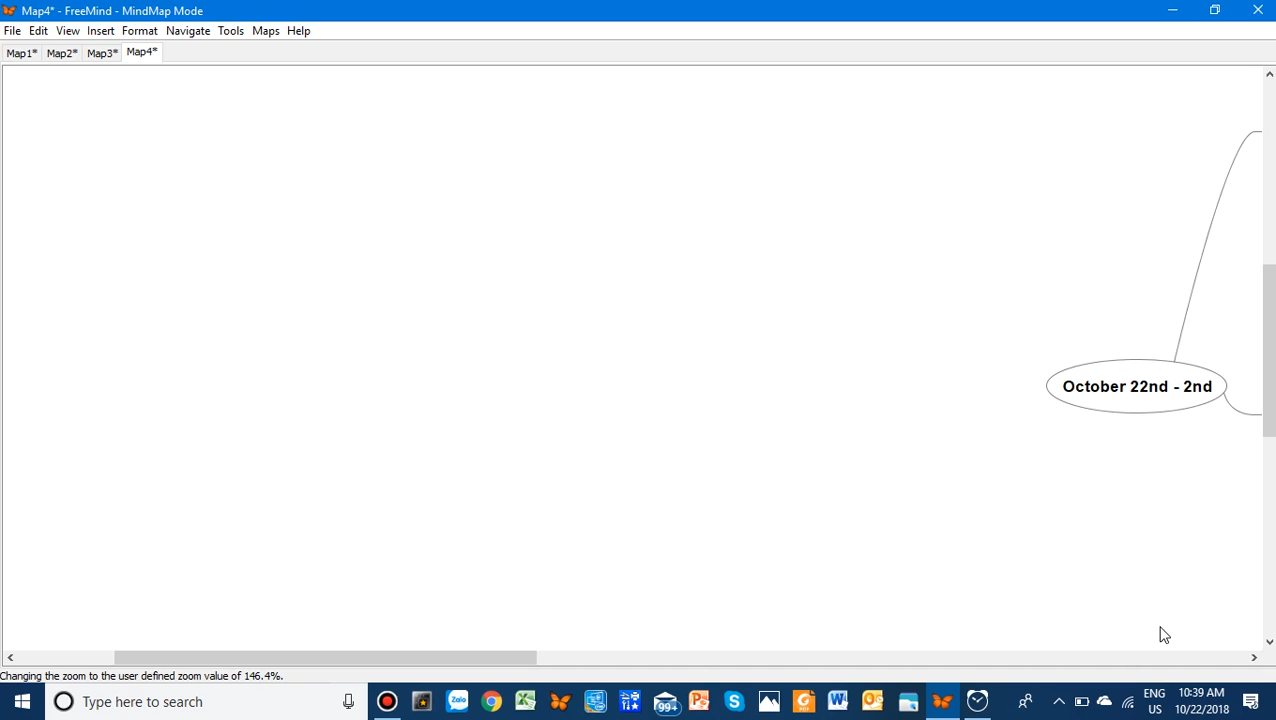 Map4* - FreeMind - MindMap Mode
File Edit View Insert Format Navigate Tools Maps Help
Map1* Map2* Map3* Map4*
October 22nd - 2nd
Changing the zoom to the user defined zoom value of 146.4%.
Type here to search
Zalo
99+
ENG
US
10:39 AM
10/22/2018